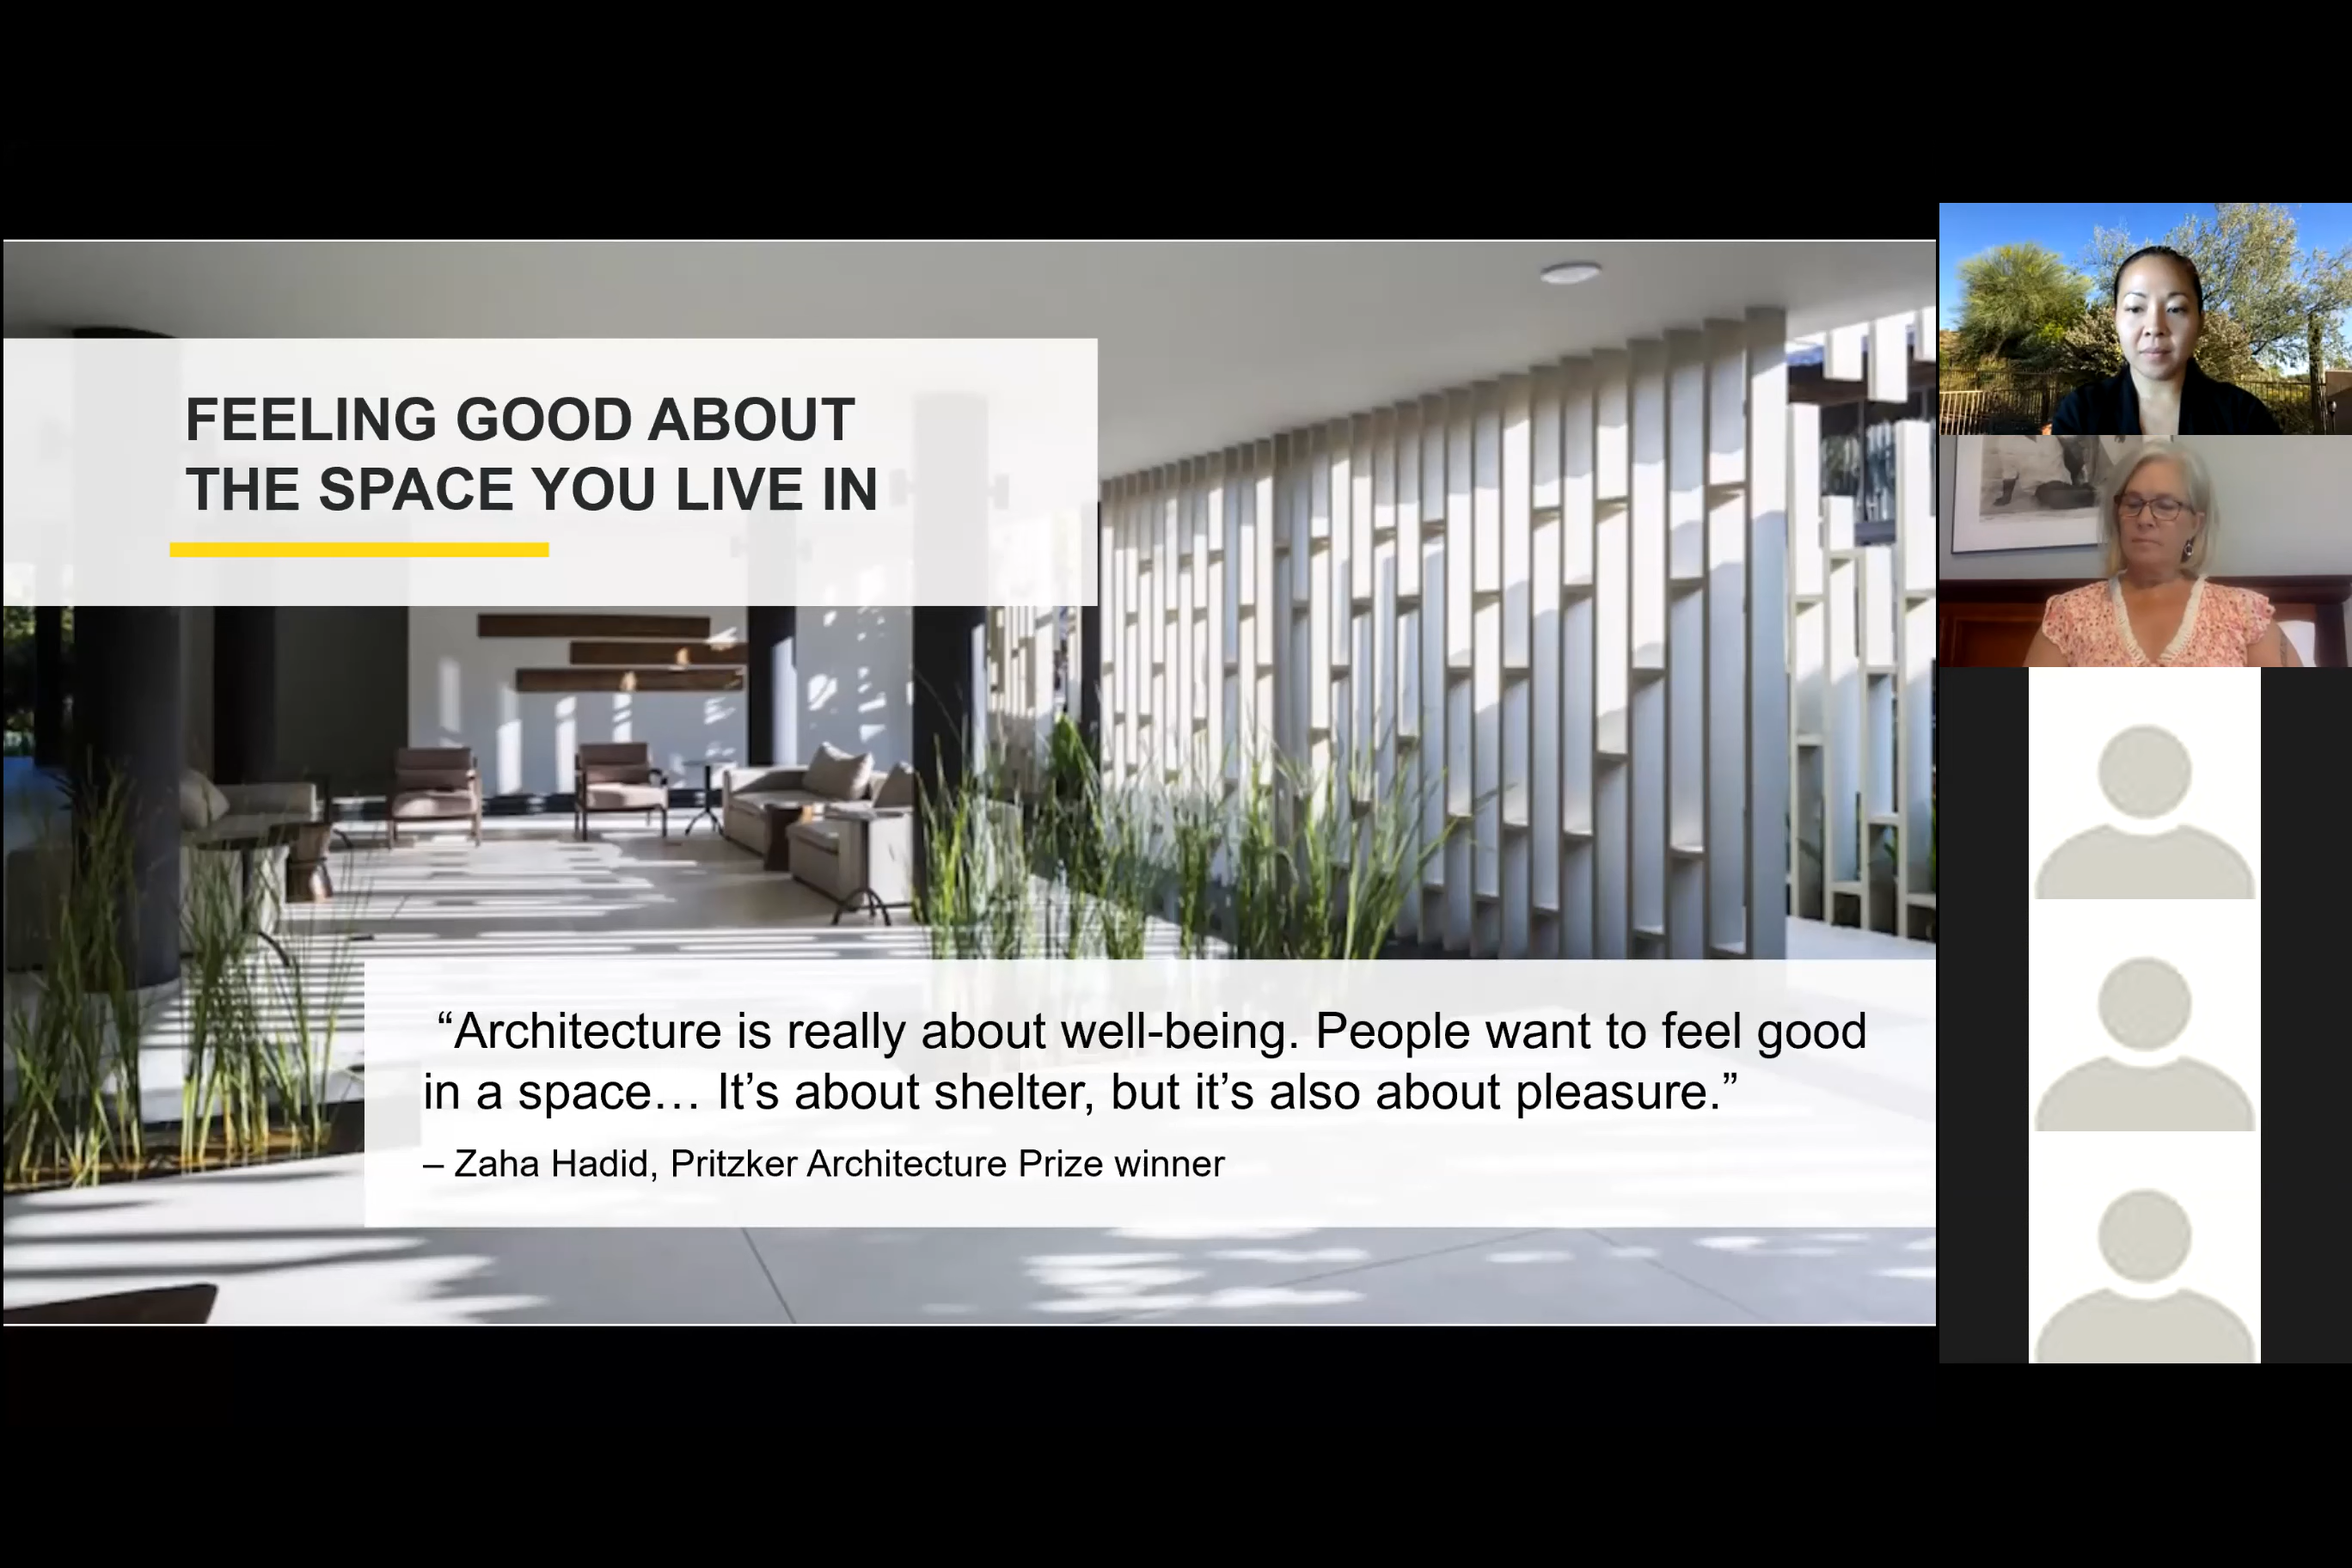 FEELING GOOD ABOUT
THE SPACE YOU LIVE IN
“Architecture is really about well-being. People want to feel good
in a space… It’s about shelter, but it’s also about pleasure.”
– Zaha Hadid, Pritzker Architecture Prize winner